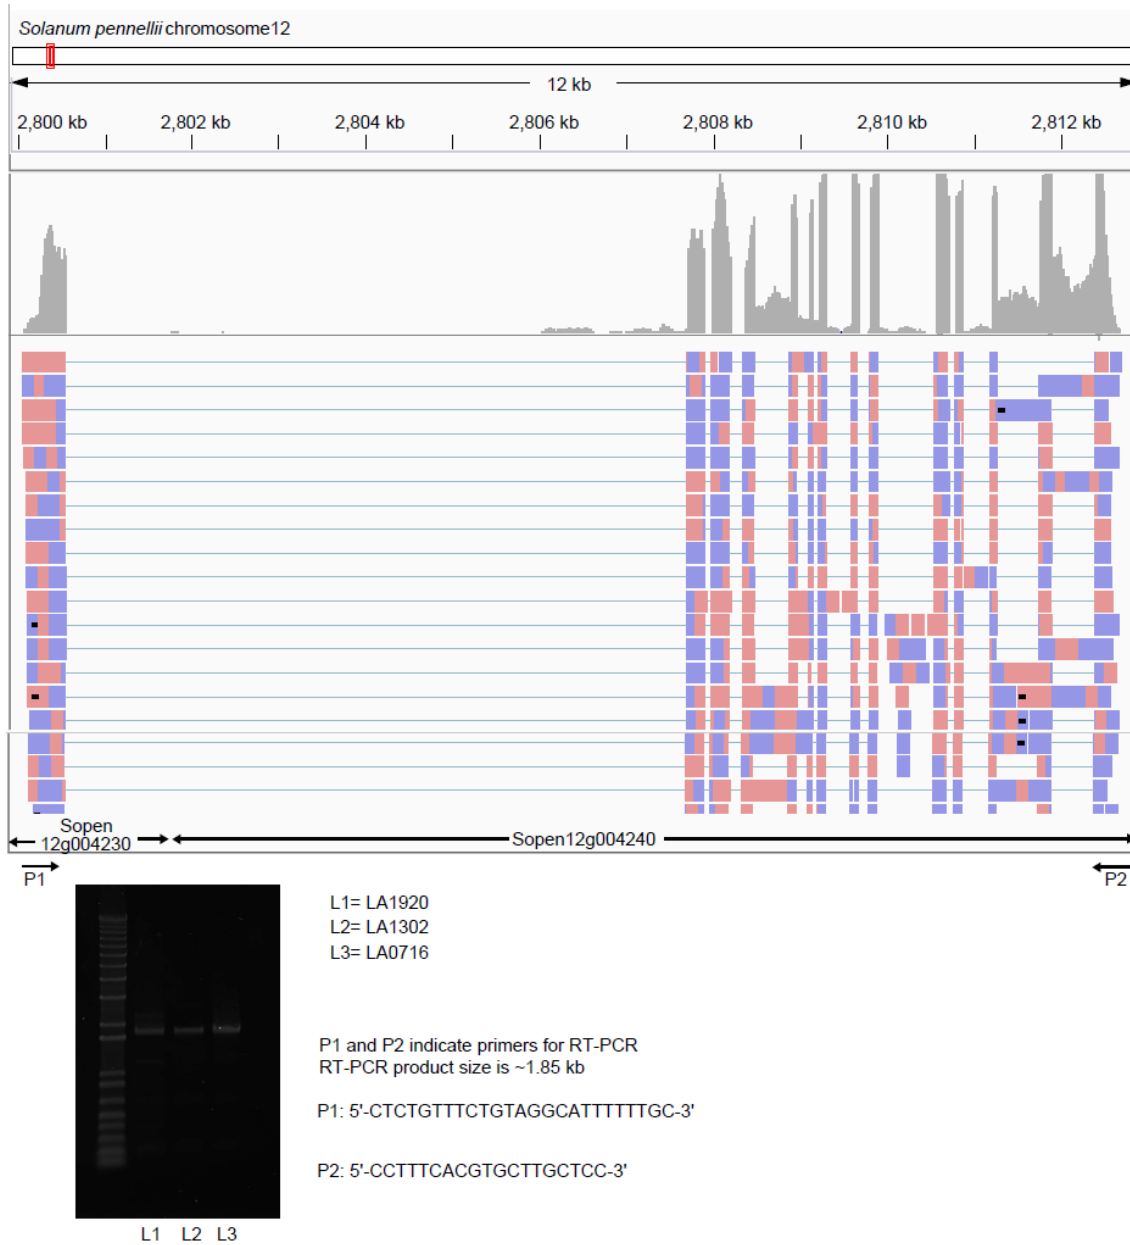 Solanum pennellii chromosome12
12 kb
2,800 kb 2,802 kb 2,804 kb 2,806 kb 2,808 kb 2,810 kb 2,812 kb
Sopen
12g004230
Sopen12g004240
P1 P2
L1= LA1920
L2= LA1302
L3= LA0716
P1 and P2 indicate primers for RT-PCR
RT-PCR product size is ~1.85 kb
P1: 5'-CTCTGTTTCTGTAGGCATTTTTTGC-3'
P2: 5'-CCTTTCACGTGCTTGCTCC-3'
L1 L2 L3